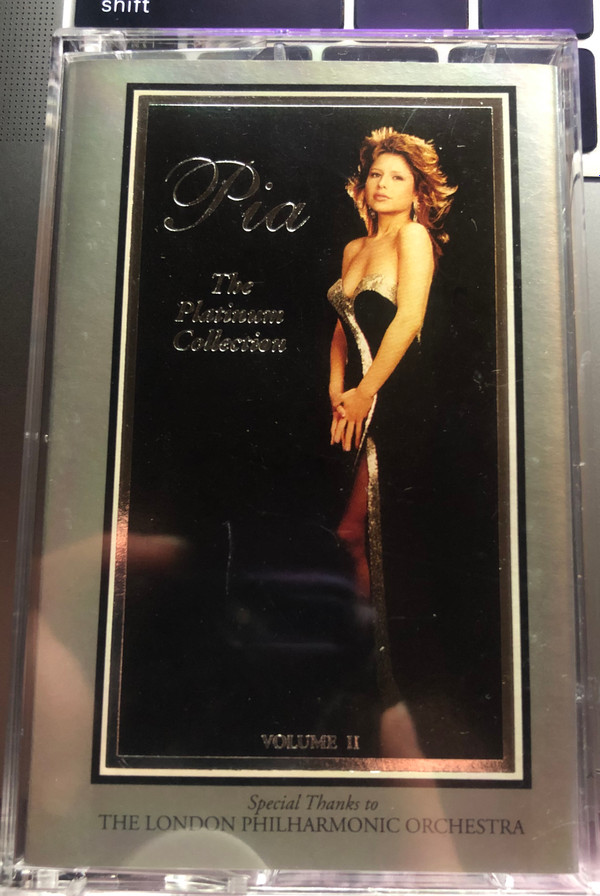 shift
Pia
The
Platinum
Collection
VOLUME II
Special Thanks to
THE LONDON PHILHARMONIC ORCHESTRA